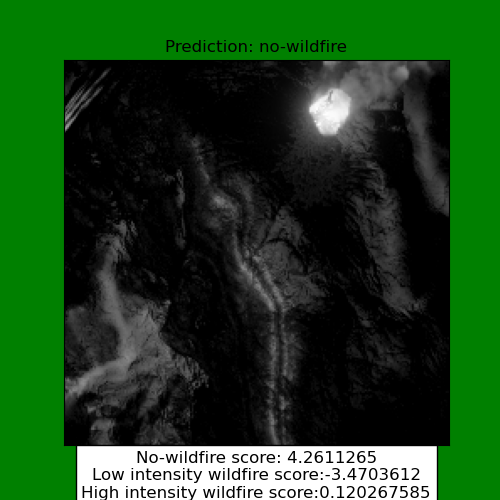 Prediction: no-wildfire
No-wildfire score: 4.2611265
Low intensity wildfire score:-3.4703612
High intensity wildfire score:0.120267585